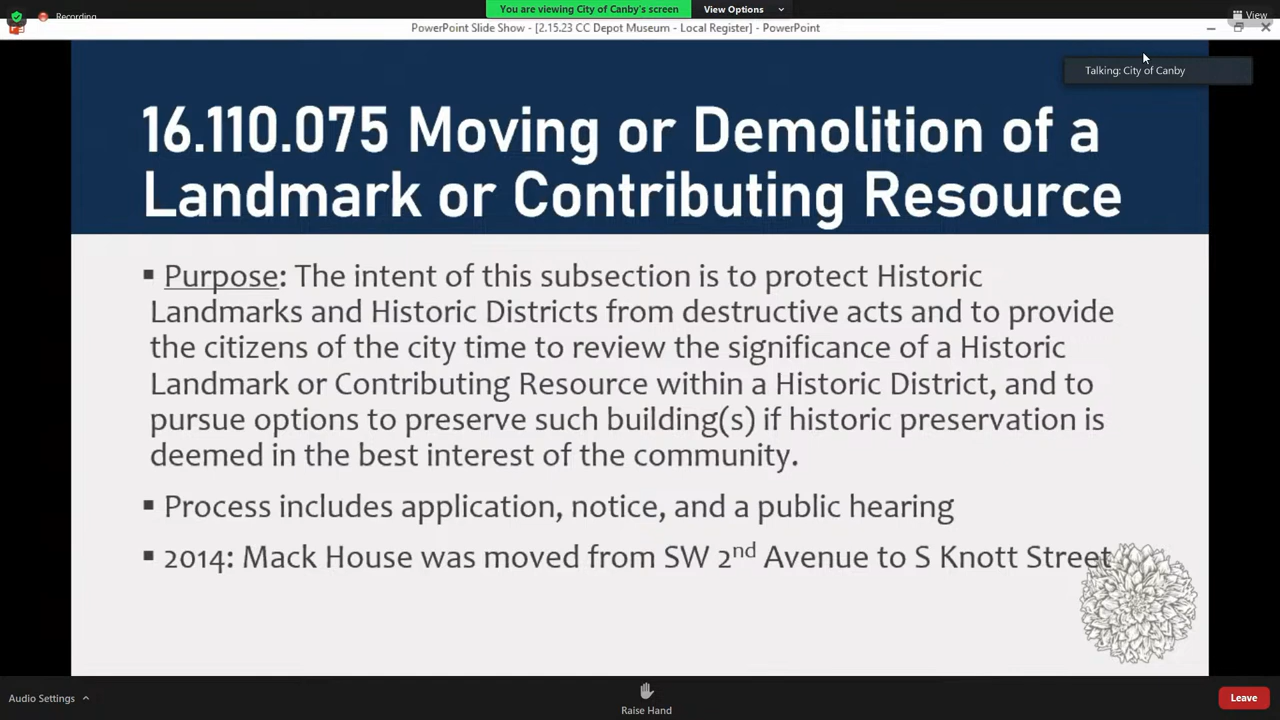 Recording
You are viewing City of Canby's screen
View Options
View
PowerPoint Slide Show - [2.15.23 CC Depot Museum - Local Register] - PowerPoint
Talking: City of Canby
16.110.075 Moving or Demolition of a
Landmark or Contributing Resource
▪ Purpose: The intent of this subsection is to protect Historic
Landmarks and Historic Districts from destructive acts and to provide
the citizens of the city time to review the significance of a Historic
Landmark or Contributing Resource within a Historic District, and to
pursue options to preserve such building(s) if historic preservation is
deemed in the best interest of the community.
▪ Process includes application, notice, and a public hearing
▪ 2014: Mack House was moved from SW 2nd Avenue to S Knott Street
Audio Settings
Raise Hand
Leave